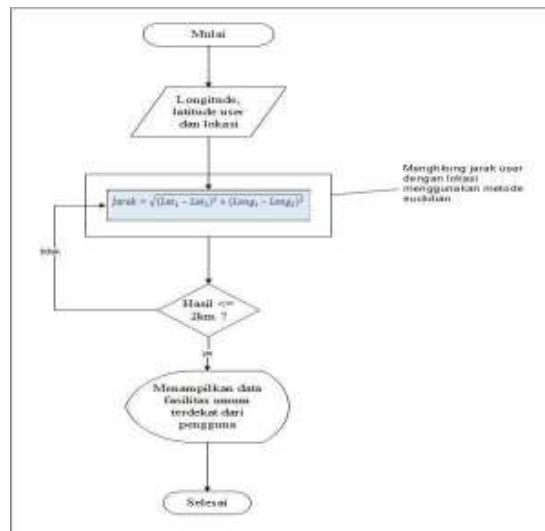 Mulai
Longitude,
latitude user
dan lokasi
Menghitung jarak user
dengan lokasi
menggunakan metode
euclidian
Jarak = √(Lat₁ − Lat₂)² + (Long₁ − Long₂)²
tidak
Hasil <=
2km ?
ya
Menampilkan data
fasilitas umum
terdekat dari
pengguna
Selesai